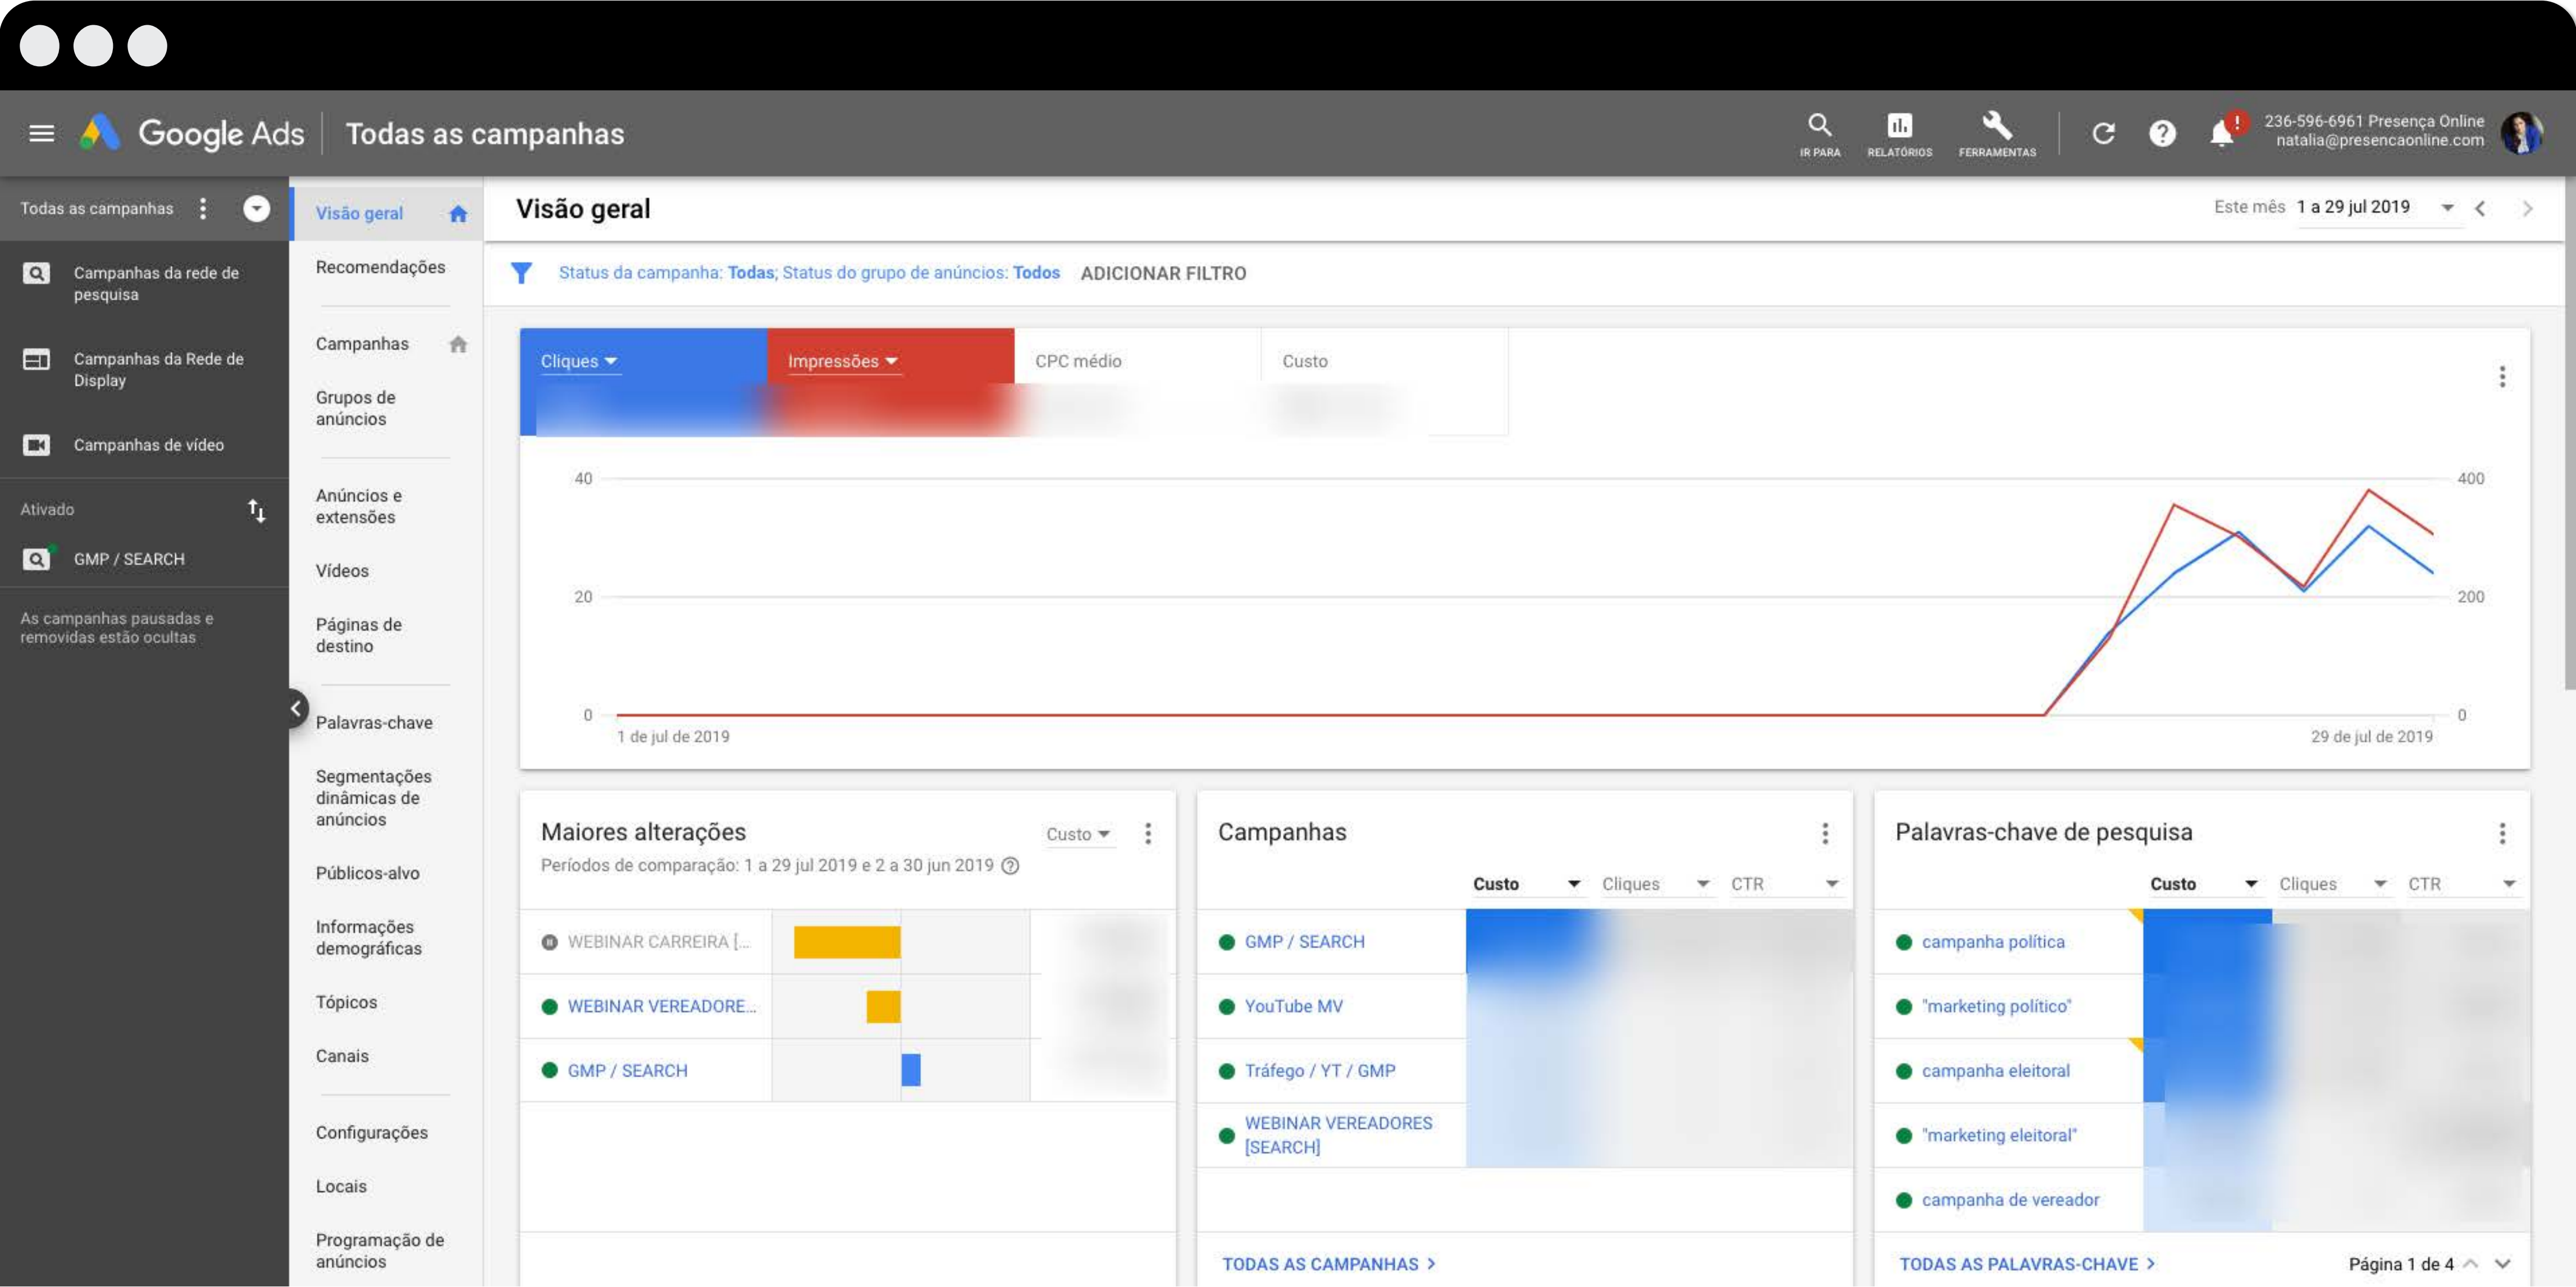 Google Ads
Todas as campanhas
IR PARA
RELATÓRIOS
FERRAMENTAS
!
236-596-6961 Presença Online
natalia@presencaonline.com
Todas as campanhas
Campanhas da rede de
pesquisa
Campanhas da Rede de
Display
Campanhas de vídeo
Ativado
GMP / SEARCH
As campanhas pausadas e
removidas estão ocultas
Visão geral
Recomendações
Campanhas
Grupos de
anúncios
Anúncios e
extensões
Vídeos
Páginas de
destino
Palavras-chave
Segmentações
dinâmicas de
anúncios
Públicos-alvo
Informações
demográficas
Tópicos
Canais
Configurações
Locais
Programação de
anúncios
Visão geral
Este mês 1 a 29 jul 2019
Status da campanha: Todas; Status do grupo de anúncios: Todos ADICIONAR FILTRO
Cliques
Impressões
CPC médio
Custo
40
400
20
200
0
0
1 de jul de 2019
29 de jul de 2019
Maiores alterações
Custo
Períodos de comparação: 1 a 29 jul 2019 e 2 a 30 jun 2019
WEBINAR CARREIRA [...
WEBINAR VEREADORE...
GMP / SEARCH
Campanhas
Custo
Cliques
CTR
GMP / SEARCH
YouTube MV
Tráfego / YT / GMP
WEBINAR VEREADORES
[SEARCH]
TODAS AS CAMPANHAS
Palavras-chave de pesquisa
Custo
Cliques
CTR
campanha política
"marketing político"
campanha eleitoral
"marketing eleitoral"
campanha de vereador
TODAS AS PALAVRAS-CHAVE
Página 1 de 4